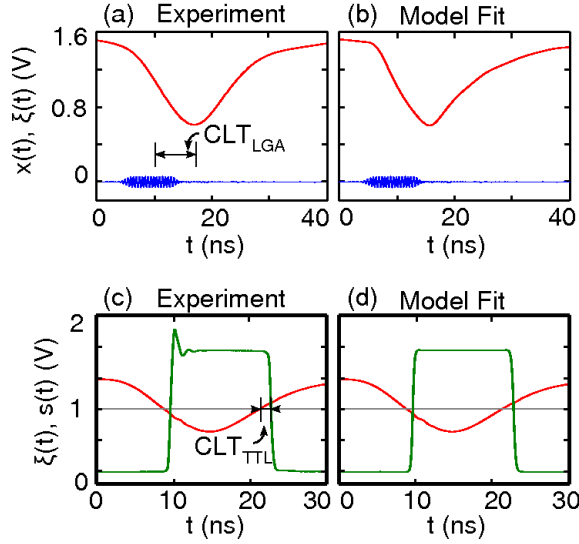 (a) Experiment
(b) Model Fit
x(t), ξ(t) (V)
1.6
0.8
0
CLT_LGA
0 20 40
0 20 40
t (ns)
t (ns)
(c) Experiment
(d) Model Fit
ξ(t), s(t) (V)
2
1
0
CLT_TTL
0 10 20 30
0 10 20 30
t (ns)
t (ns)